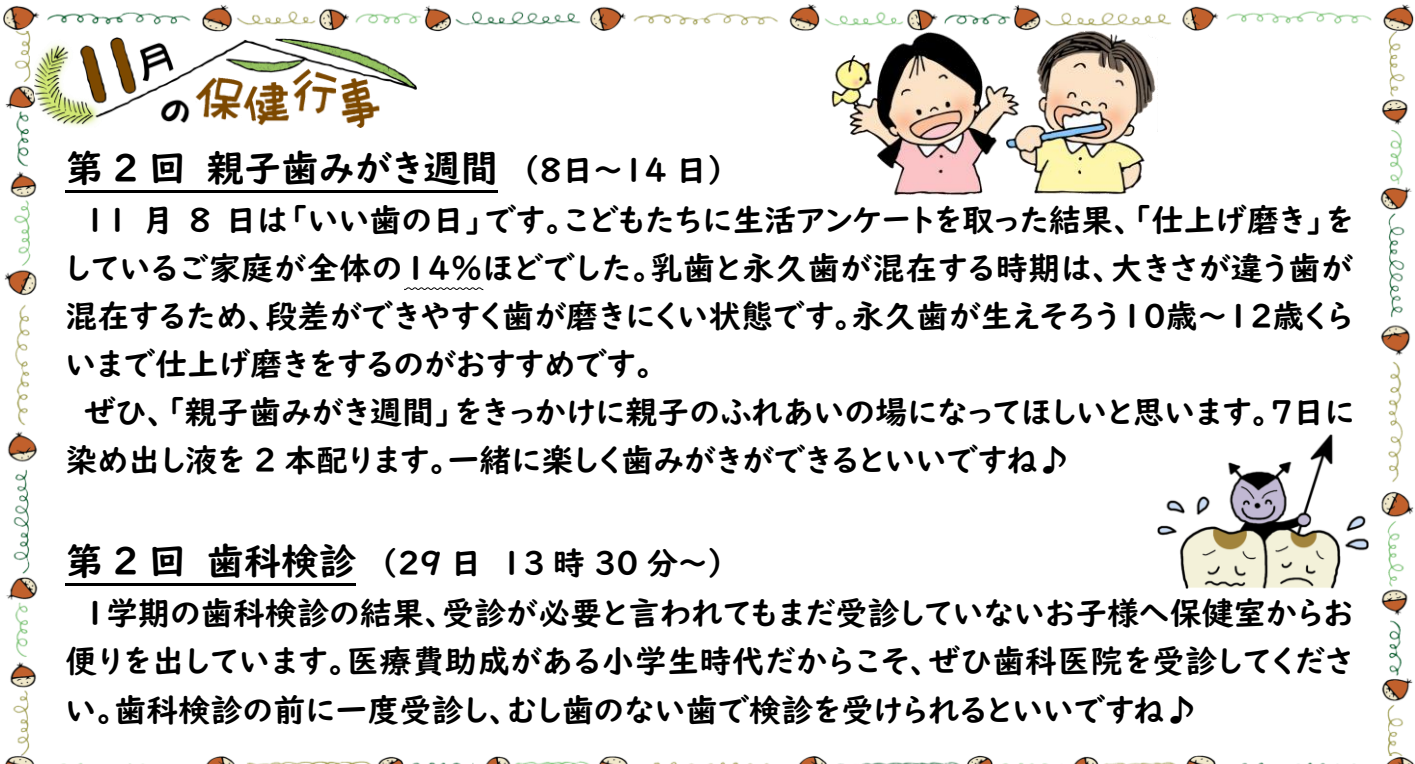 11月の保健行事
第2回 親子歯みがき週間 (8日~14日)
11月8日は「いい歯の日」です。こどもたちに生活アンケートを取った結果、「仕上げ磨き」を
しているご家庭が全体の14%ほどでした。乳歯と永久歯が混在する時期は、大きさが違う歯が
混在するため、段差ができやすく歯が磨きにくい状態です。永久歯が生えそろう10歳~12歳くら
いまで仕上げ磨きをするのがおすすめです。
ぜひ、「親子歯みがき週間」をきっかけに親子のふれあいの場になってほしいと思います。7日に
染め出し液を2本配ります。一緒に楽しく歯みがきができるといいですね♪
第2回 歯科検診 (29日 13時30分~)
1学期の歯科検診の結果、受診が必要と言われてもまだ受診していないお子様へ保健室からお
便りを出しています。医療費助成がある小学生時代だからこそ、ぜひ歯科医院を受診してくださ
い。歯科検診の前に一度受診し、むし歯のない歯で検診を受けられるといいですね♪